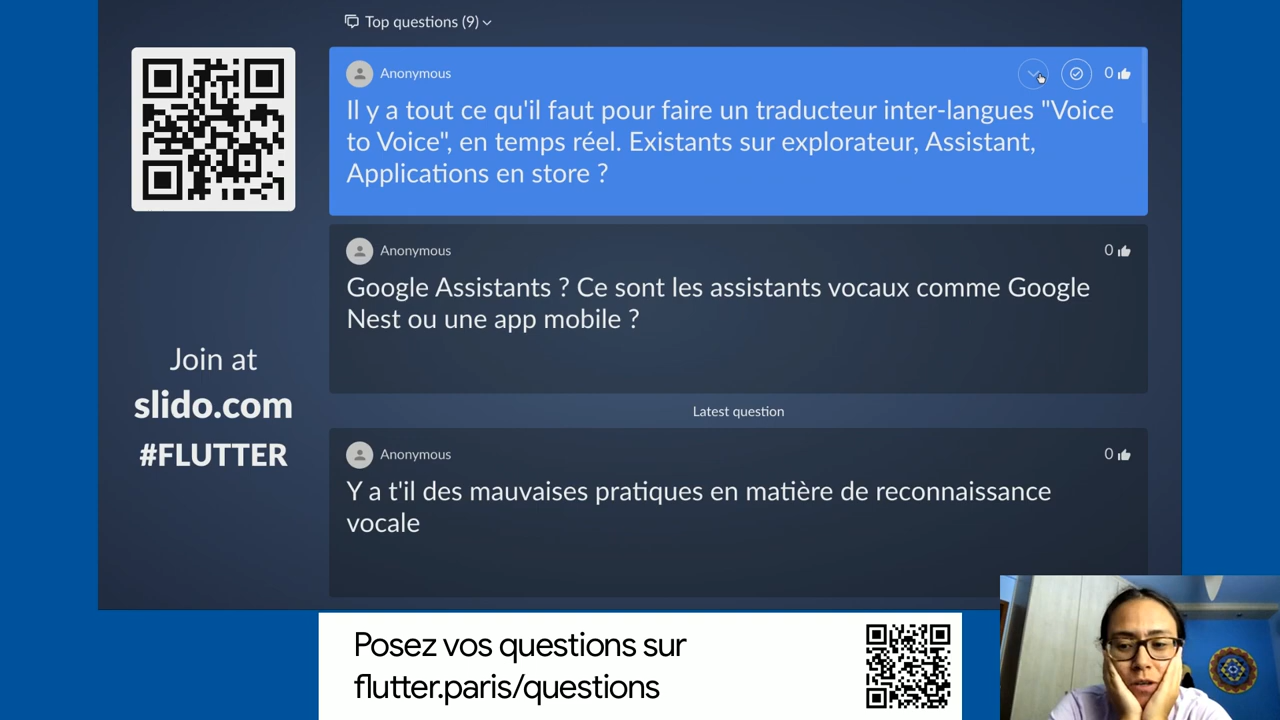 Top questions (9)
Anonymous
0
Il y a tout ce qu'il faut pour faire un traducteur inter-langues "Voice
to Voice", en temps réel. Existants sur explorateur, Assistant,
Applications en store ?
Anonymous
0
Google Assistants ? Ce sont les assistants vocaux comme Google
Nest ou une app mobile ?
Join at
slido.com
#FLUTTER
Latest question
Anonymous
0
Y a t'il des mauvaises pratiques en matière de reconnaissance
vocale
Posez vos questions sur
flutter.paris/questions